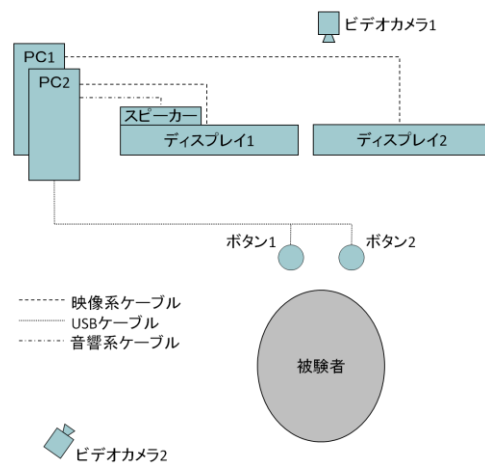 ビデオカメラ1
PC1
PC2
スピーカー
ディスプレイ1
ディスプレイ2
ボタン1
ボタン2
映像系ケーブル
USBケーブル
音響系ケーブル
被験者
ビデオカメラ2